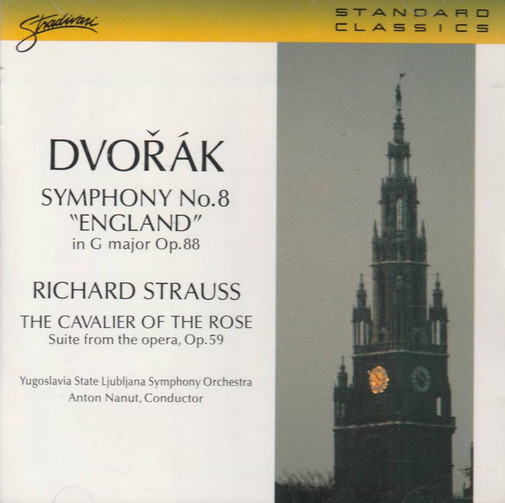 Stradivari
STANDARD
CLASSICS
DVOŘÁK
SYMPHONY No.8
"ENGLAND"
in G major Op.88
RICHARD STRAUSS
THE CAVALIER OF THE ROSE
Suite from the opera, Op.59
Yugoslavia State Ljubljana Symphony Orchestra
Anton Nanut, Conductor